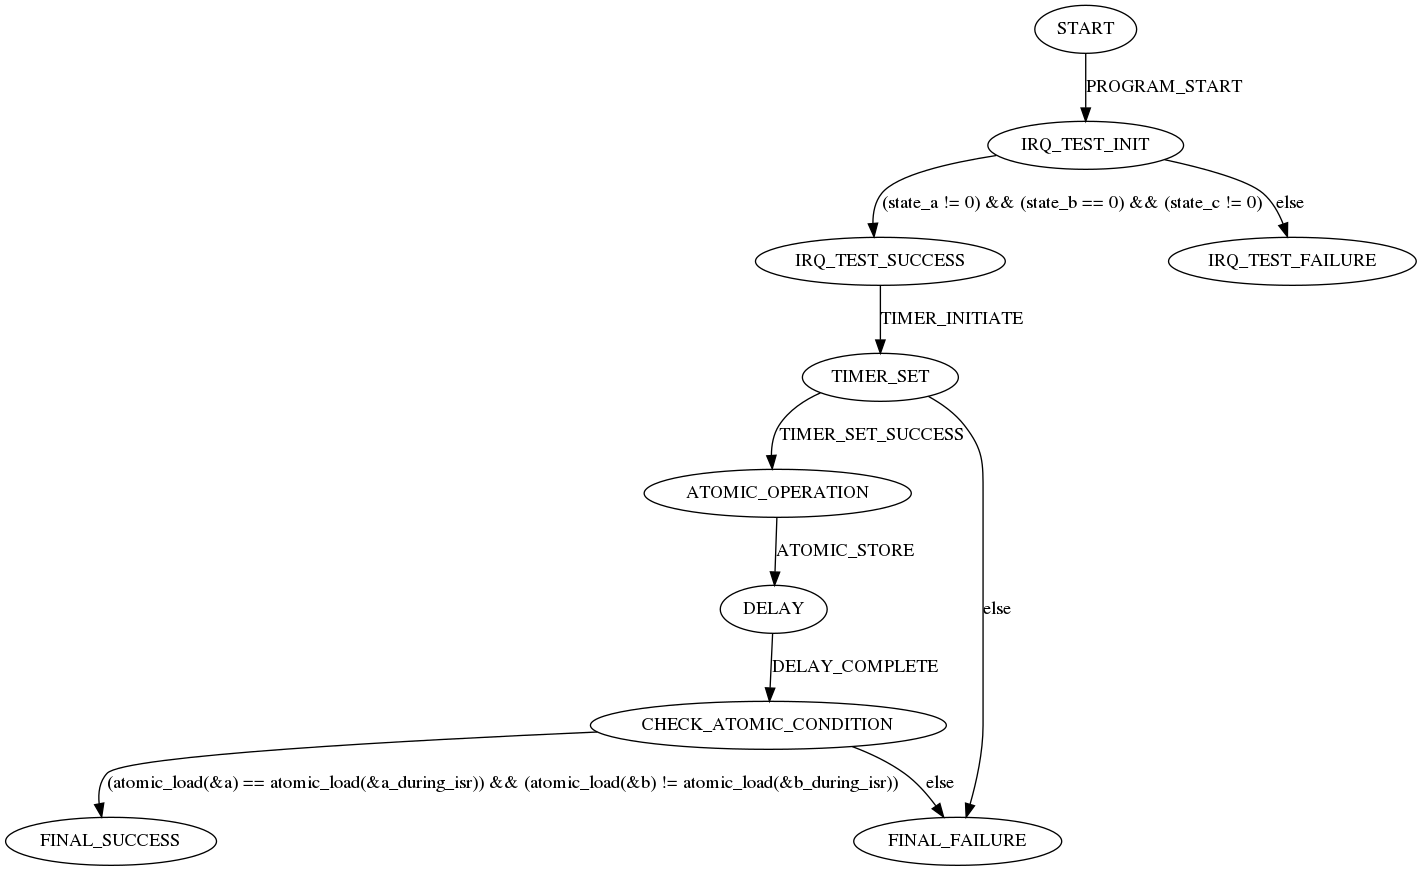 START
PROGRAM_START
IRQ_TEST_INIT
(state_a != 0) && (state_b == 0) && (state_c != 0)
else
IRQ_TEST_SUCCESS
IRQ_TEST_FAILURE
TIMER_INITIATE
TIMER_SET
TIMER_SET_SUCCESS
ATOMIC_OPERATION
ATOMIC_STORE
DELAY
else
DELAY_COMPLETE
CHECK_ATOMIC_CONDITION
(atomic_load(&a) == atomic_load(&a_during_isr)) && (atomic_load(&b) != atomic_load(&b_during_isr))
else
FINAL_SUCCESS
FINAL_FAILURE